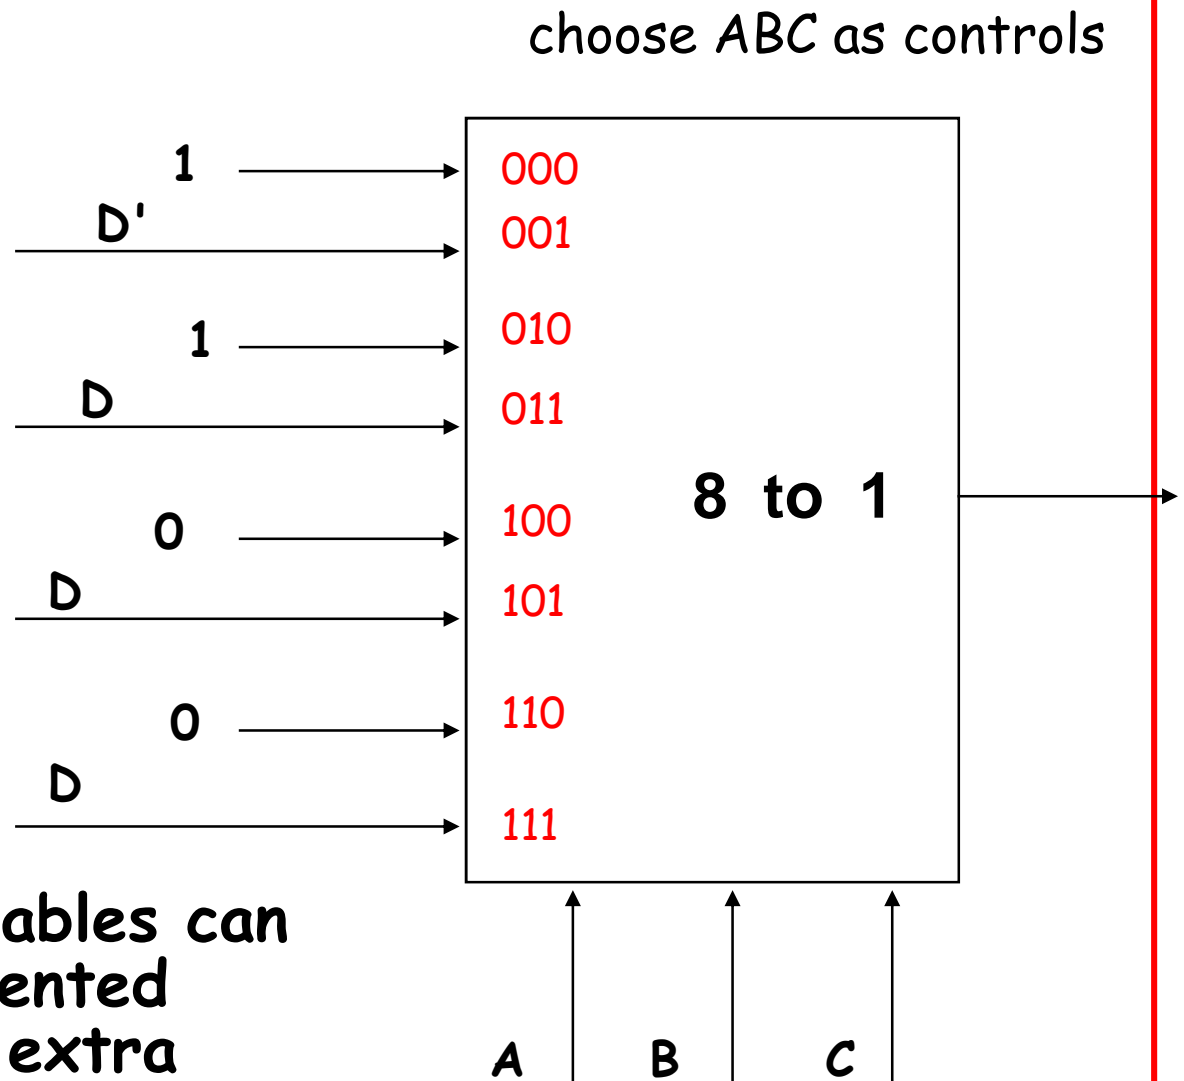 choose ABC as controls
1
000
D'
001
1
010
D
011
8 to 1
0
100
D
101
0
110
D
111
ables can
ented
extra
A B C